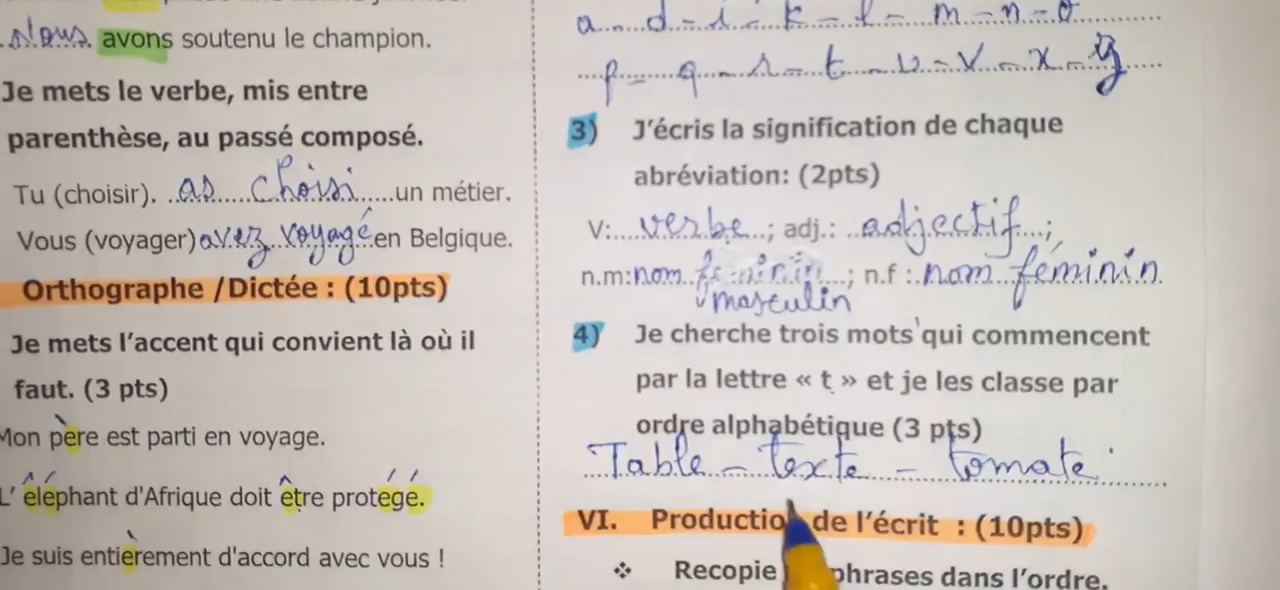 Nous avons soutenu le champion.
Je mets le verbe, mis entre
parenthèse, au passé composé.
Tu (choisir). as choisi un métier.
Vous (voyager) avez voyagé en Belgique.
Orthographe /Dictée : (10pts)
Je mets l'accent qui convient là où il
faut. (3 pts)
Mon père est parti en voyage.
L' êléphant d'Afrique doit être protégé.
Je suis entièrement d'accord avec vous !
p - q - r - t - u - v - x - y
3) J'écris la signification de chaque
abréviation: (2pts)
V: verbe ; adj.: adjectif ;
n.m: nom féminin ; n.f : nom féminin
masculin
4) Je cherche trois mots qui commencent
par la lettre « t » et je les classe par
ordre alphabétique (3 pts)
Table - texte - tomate
VI. Production de l'écrit : (10pts)
❖ Recopie phrases dans l'ordre.